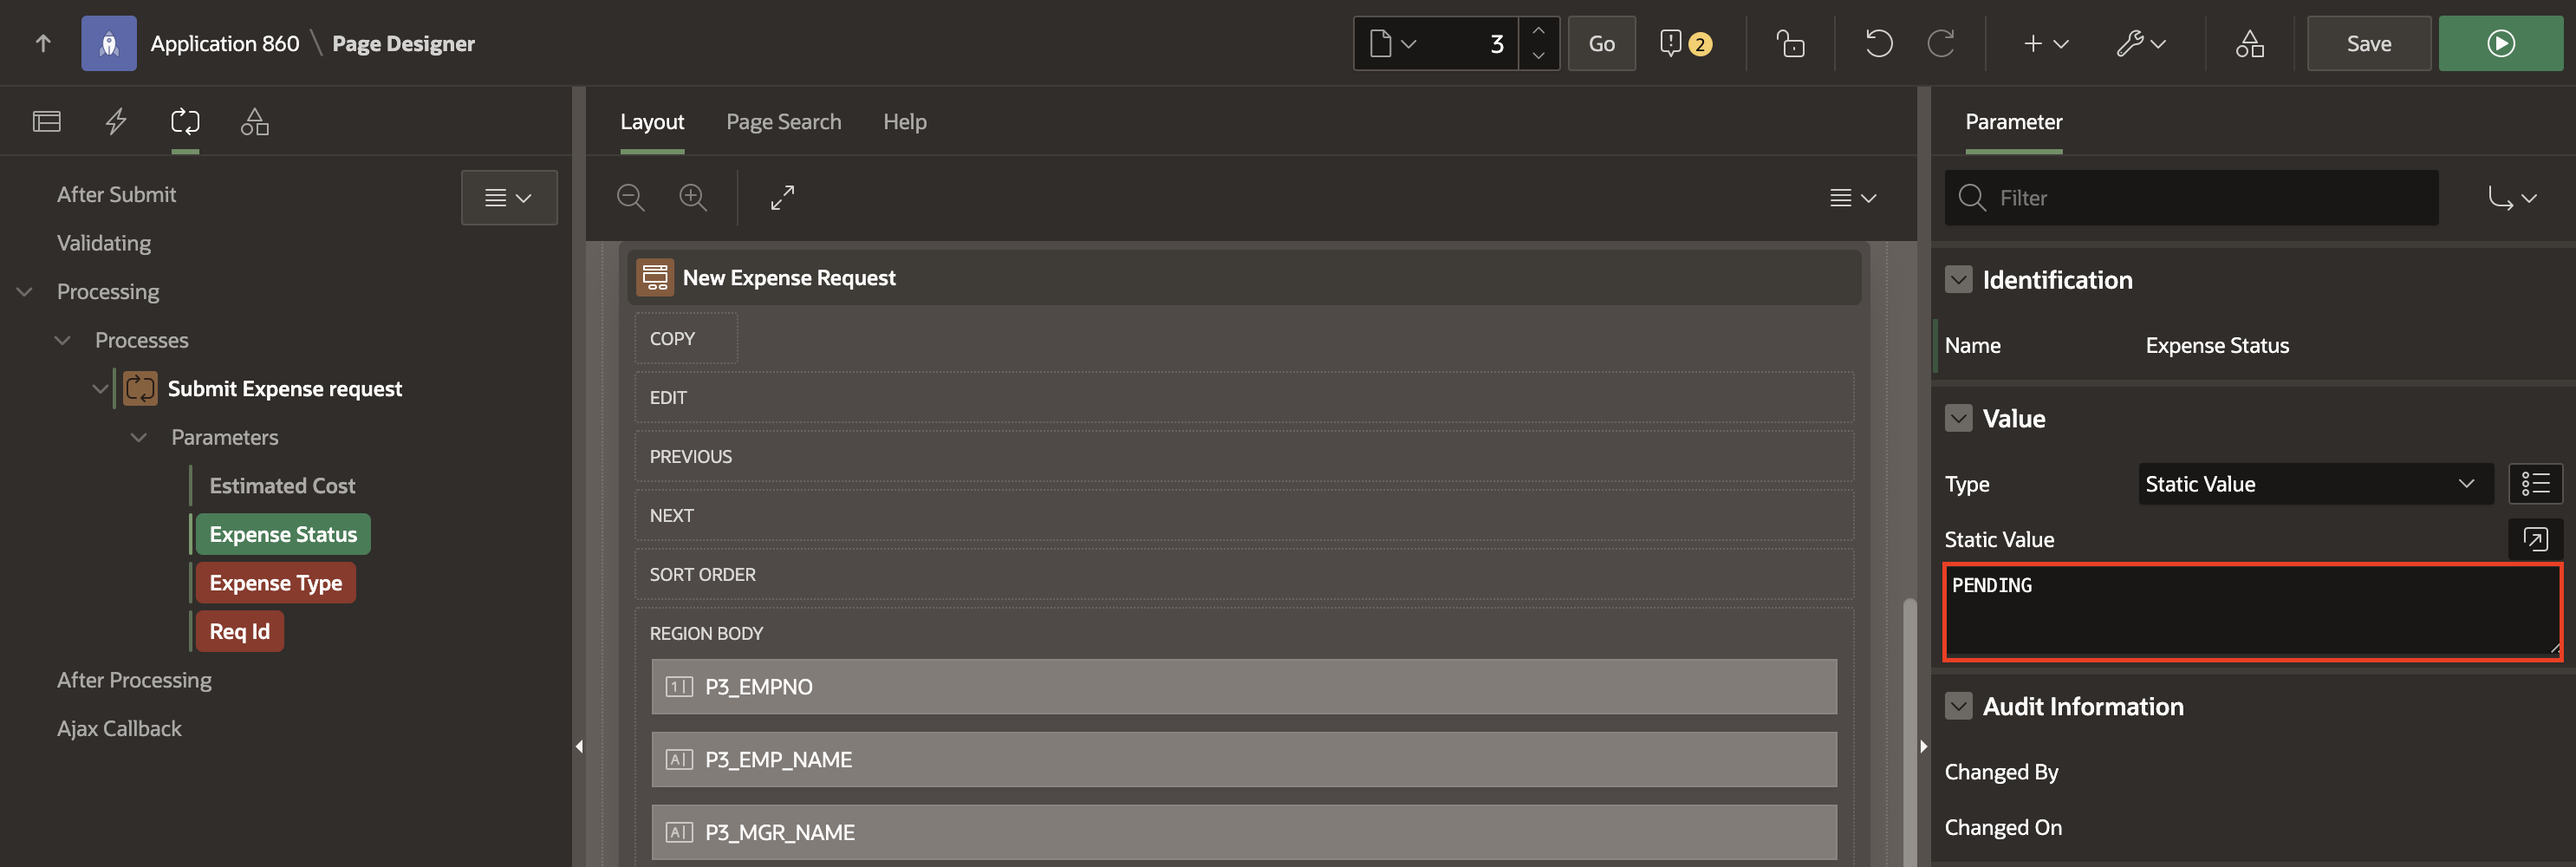 Application 860 \ Page Designer
3
Go
2
Save
After Submit
Validating
Processing
Processes
Submit Expense request
Parameters
Estimated Cost
Expense Status
Expense Type
Req Id
After Processing
Ajax Callback
Layout
Page Search
Help
New Expense Request
COPY
EDIT
PREVIOUS
NEXT
SORT ORDER
REGION BODY
P3_EMPNO
P3_EMP_NAME
P3_MGR_NAME
Parameter
Filter
Identification
Name Expense Status
Value
Type Static Value
Static Value
PENDING
Audit Information
Changed By
Changed On